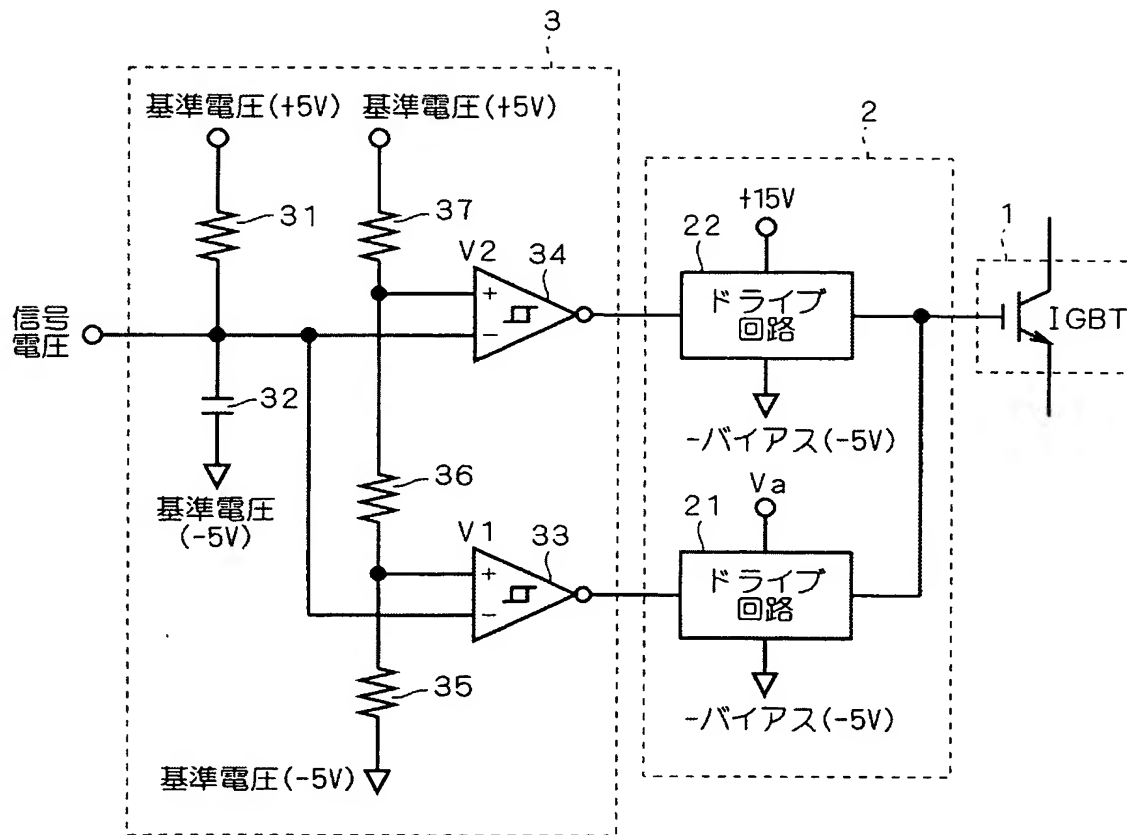 3
基準電圧(+5V)
基準電圧(+5V)
2
31
37
+15V
1
22
V2
34
+
-
ドライブ
回路
信号
電圧
IGBT
32
-バイアス(-5V)
基準電圧
(-5V)
36
Va
21
V1
33
+
-
ドライブ
回路
35
-バイアス(-5V)
基準電圧(-5V)